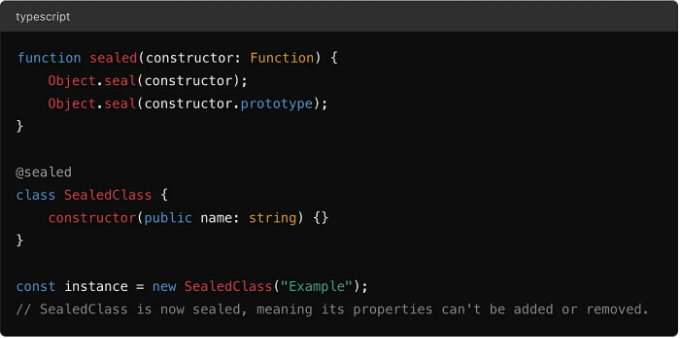 typescript
function sealed(constructor: Function) {
    Object.seal(constructor);
    Object.seal(constructor.prototype);
}
@sealed
class SealedClass {
    constructor(public name: string) {}
}
const instance = new SealedClass("Example");
// SealedClass is now sealed, meaning its properties can't be added or removed.